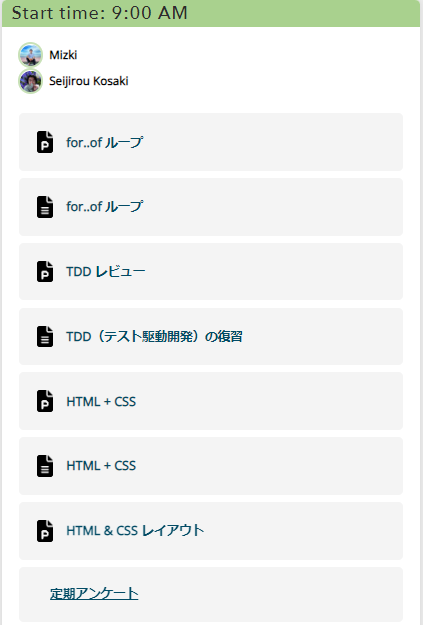 Start time: 9:00 AM
Mizki
Seijirou Kosaki
for..of ループ
for..of ループ
TDD レビュー
TDD（テスト駆動開発）の復習
HTML + CSS
HTML + CSS
HTML & CSS レイアウト
定期アンケート